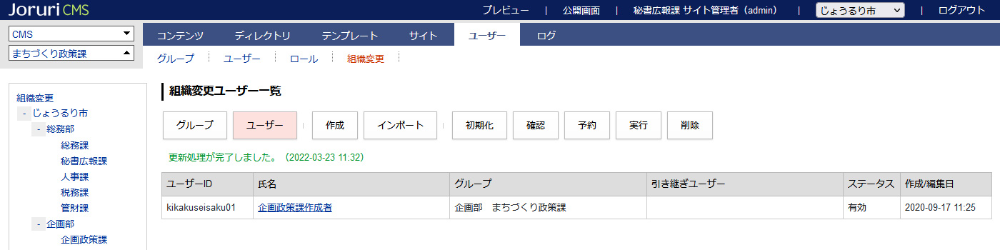 Joruri CMS
プレビュー | 公開画面 | 秘書広報課 サイト管理者（admin） | じょうるり市 | ログアウト
CMS
まちづくり政策課
コンテンツ ディレクトリ テンプレート サイト ユーザー ログ
グループ ユーザー ロール 組織変更
組織変更
- じょうるり市
- 総務部
総務課
秘書広報課
人事課
税務課
管財課
- 企画部
企画政策課
組織変更ユーザー一覧
グループ ユーザー | 作成 インポート | 初期化 確認 予約 実行 削除
更新処理が完了しました。（2022-03-23 11:32）
ユーザーID 氏名 グループ 引き継ぎユーザー ステータス 作成/編集日
kikakuseisaku01 企画政策課作成者 企画部　まちづくり政策課 有効 2020-09-17 11:25